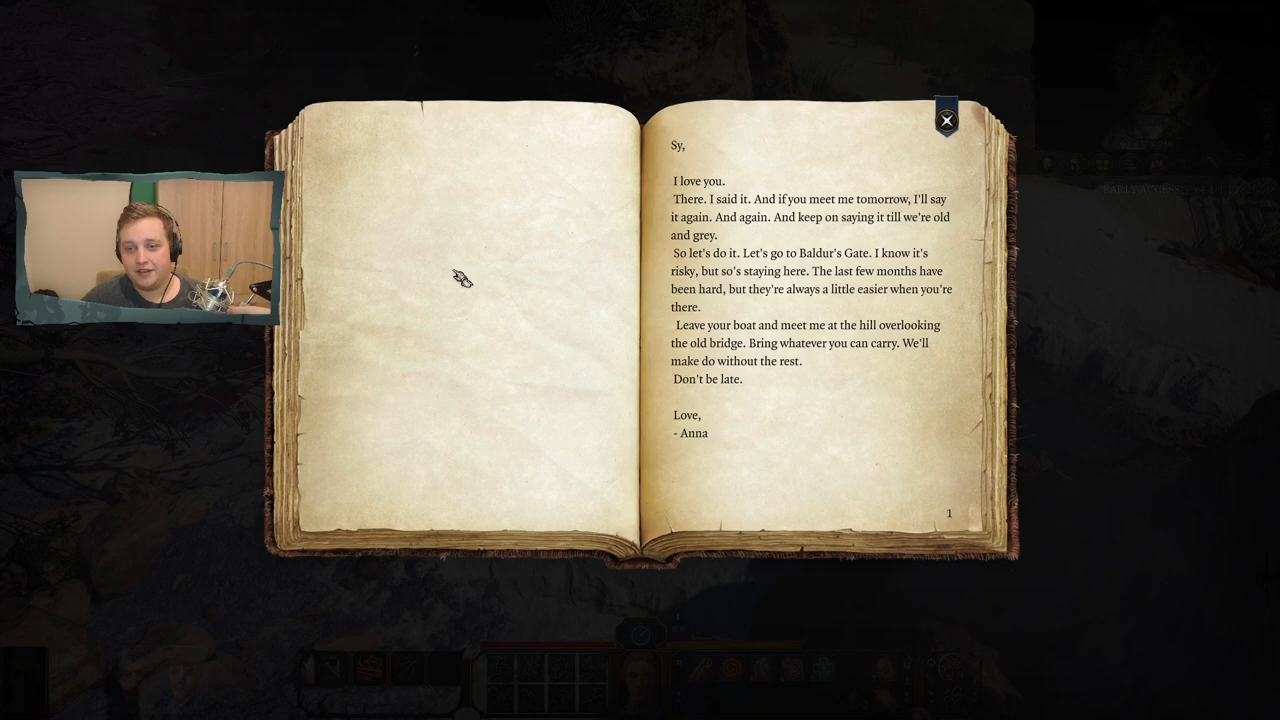 Sy,
I love you.
There. I said it. And if you meet me tomorrow, I'll say
it again. And again. And keep on saying it till we're old
and grey.
So let's do it. Let's go to Baldur's Gate. I know it's
risky, but so's staying here. The last few months have
been hard, but they're always a little easier when you're
there.
Leave your boat and meet me at the hill overlooking
the old bridge. Bring whatever you can carry. We'll
make do without the rest.
Don't be late.
Love,
- Anna
1